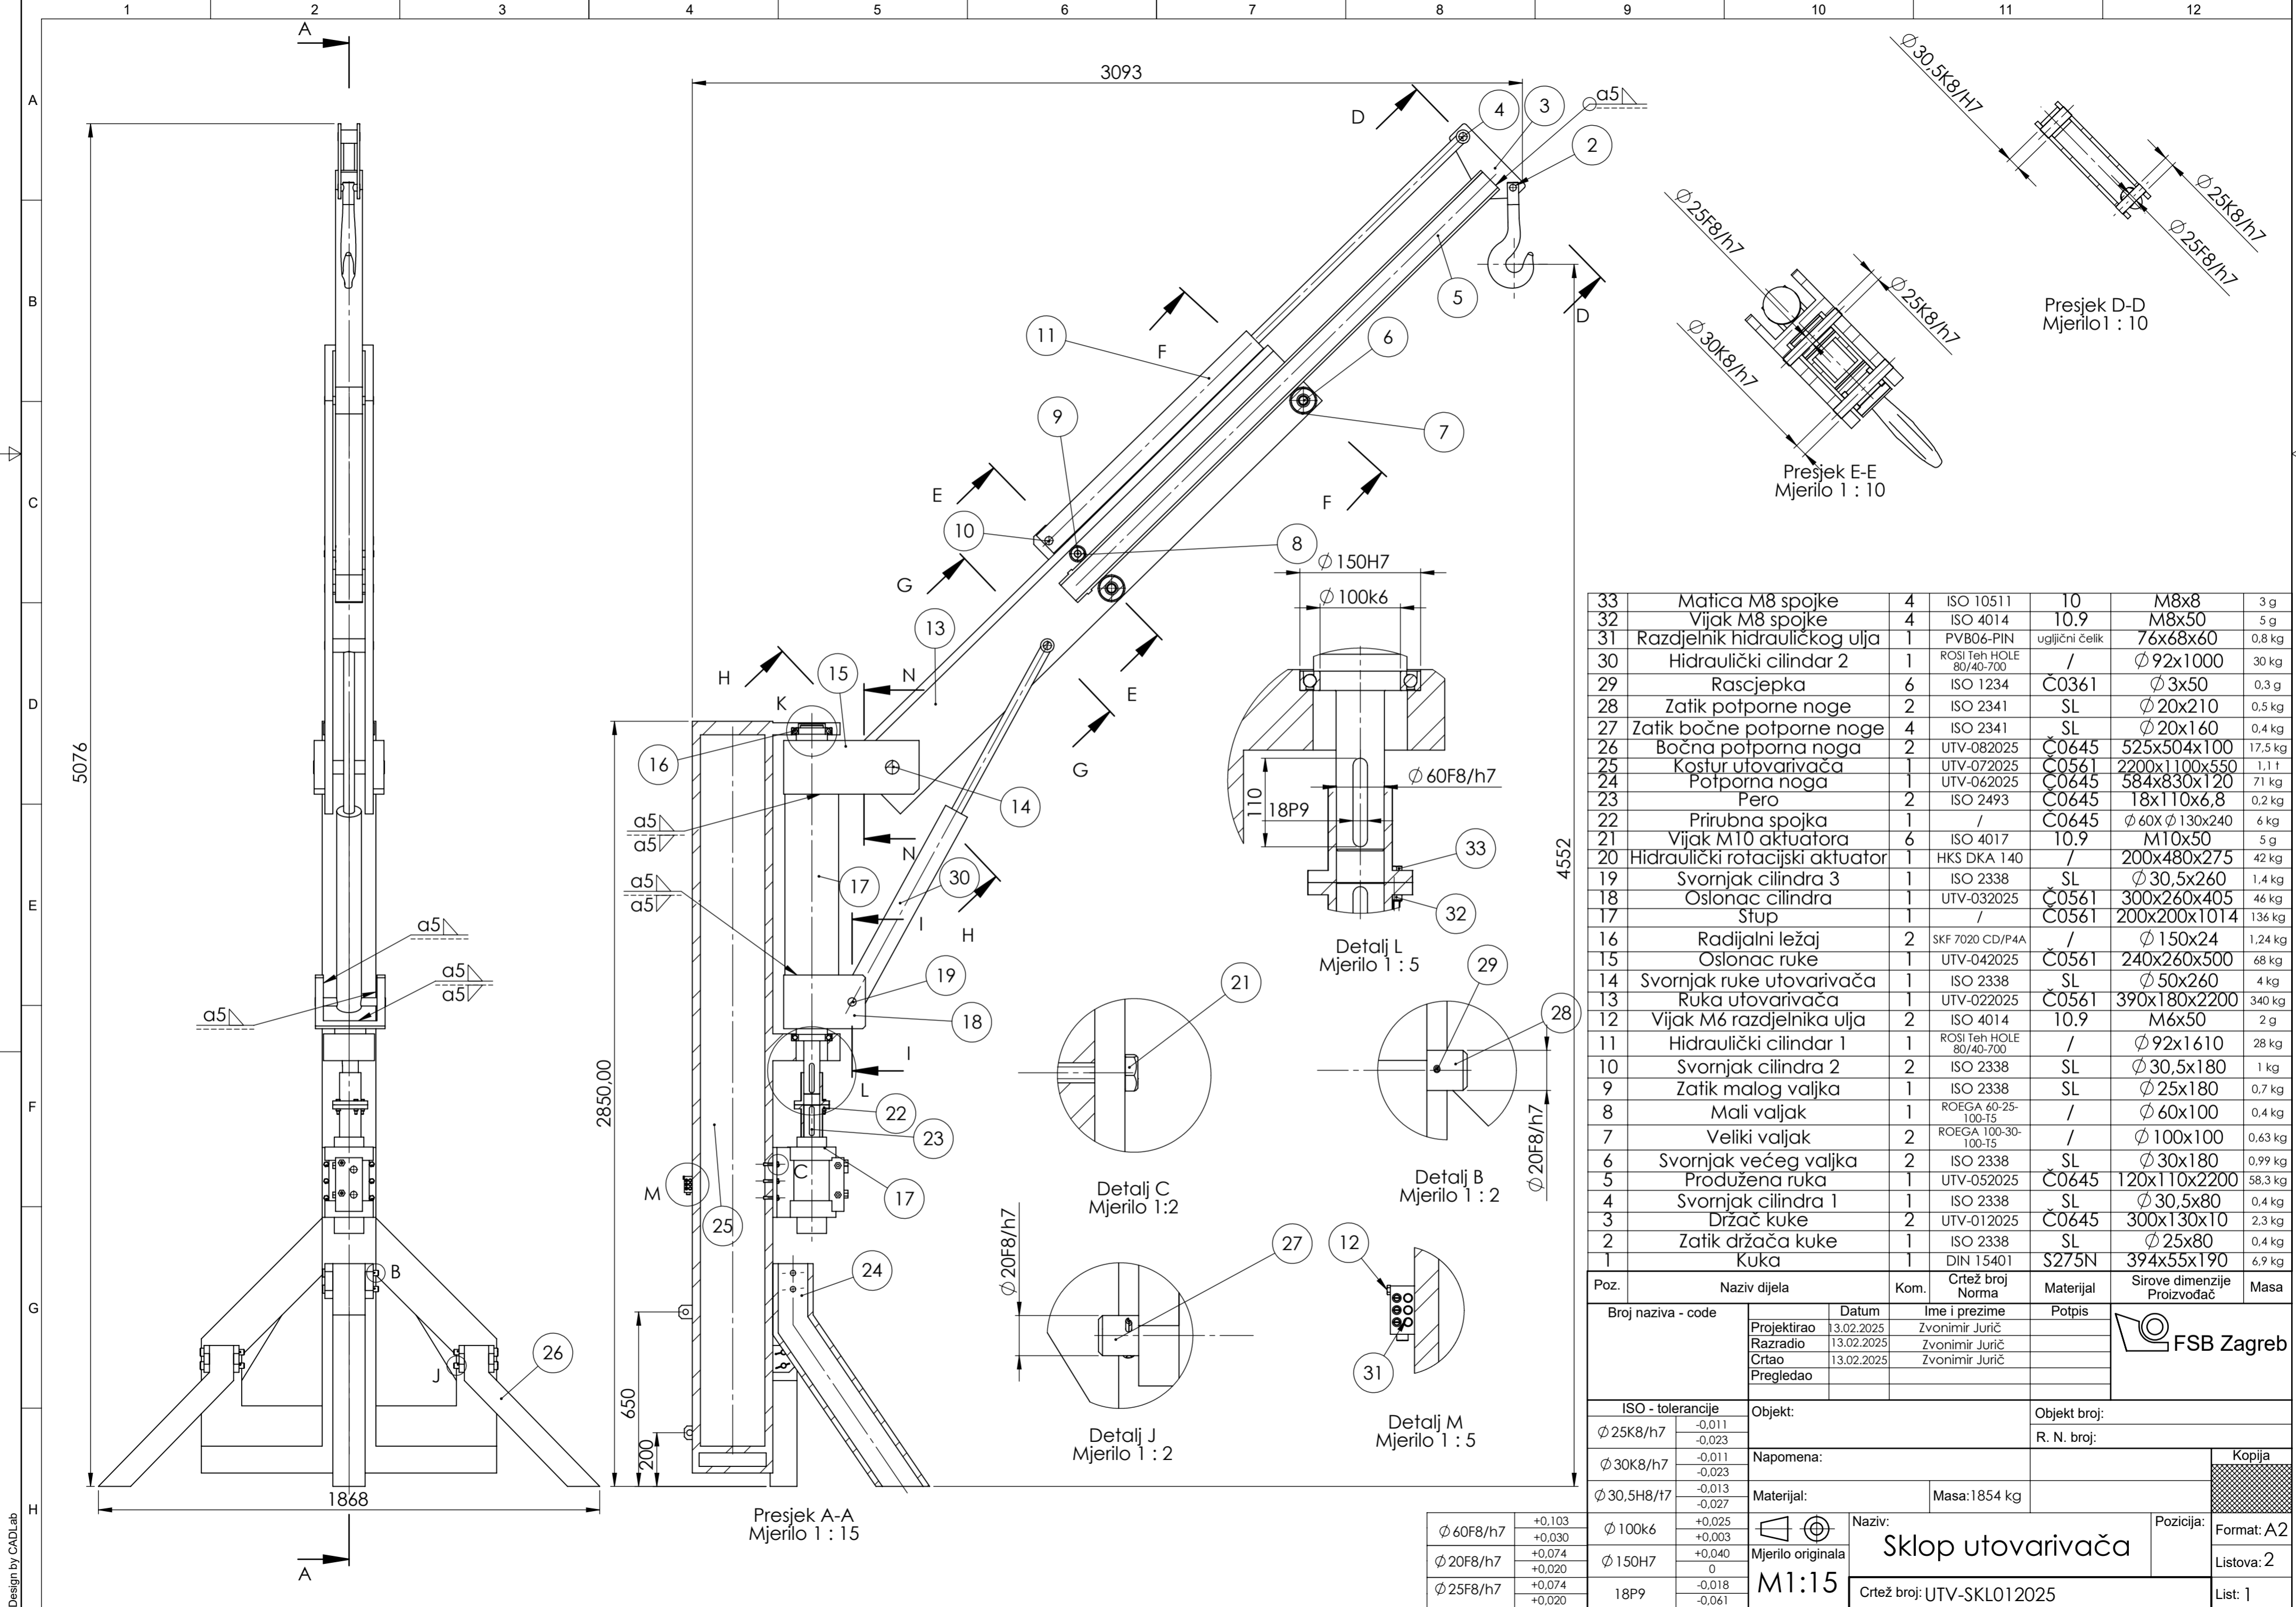 1 2 3 4 5 6 7 8 9 10 11 12
A
B
C
D
E
F
G
H
Design by CADLab
A
A
5076
1868
a5
a5
a5
a5
B
J
26
3093
4552
2850,00
650
200
D
D
F
F
E
E
G
G
H
H
N
N
I
I
K
L
M
C
a5
a5
a5
a5
a5
4
3
2
5
6
7
11
9
10
8
13
15
16
14
17
30
19
18
22
23
17
25
24
Presjek A-A
Mjerilo 1 : 15
Ø30,5K8/H7
Ø25K8/h7
Ø25F8/h7
Presjek D-D
Mjerilo1 : 10
Ø25F8/h7
Ø25K8/h7
Ø30K8/h7
Presjek E-E
Mjerilo 1 : 10
Ø150H7
Ø100k6
Ø60F8/h7
110
18P9
33
32
Detalj L
Mjerilo 1 : 5
21
Detalj C
Mjerilo 1:2
29
28
Ø20F8/h7
Detalj B
Mjerilo 1 : 2
Ø20F8/h7
27
Detalj J
Mjerilo 1 : 2
12
31
Detalj M
Mjerilo 1 : 5
33 Matica M8 spojke 4 ISO 10511 10 M8x8 3 g
32 Vijak M8 spojke 4 ISO 4014 10.9 M8x50 5 g
31 Razdjelnik hidrauličkog ulja 1 PVB06-PIN ugljični čelik 76x68x60 0,8 kg
30 Hidraulički cilindar 2 1 ROSI Teh HOLE 80/40-700 / Ø92x1000 30 kg
29 Rascjepka 6 ISO 1234 Č0361 Ø3x50 0,3 g
28 Zatik potporne noge 2 ISO 2341 SL Ø20x210 0,5 kg
27 Zatik bočne potporne noge 4 ISO 2341 SL Ø20x160 0,4 kg
26 Bočna potporna noga 2 UTV-082025 Č0645 525x504x100 17,5 kg
25 Kostur utovarivača 1 UTV-072025 Č0561 2200x1100x550 1,1 t
24 Potporna noga 1 UTV-062025 Č0645 584x830x120 71 kg
23 Pero 2 ISO 2493 Č0645 18x110x6,8 0,2 kg
22 Prirubna spojka 1 / Č0645 Ø60XØ130x240 6 kg
21 Vijak M10 aktuatora 6 ISO 4017 10.9 M10x50 5 g
20 Hidraulički rotacijski aktuator 1 HKS DKA 140 / 200x480x275 42 kg
19 Svornjak cilindra 3 1 ISO 2338 SL Ø30,5x260 1,4 kg
18 Oslonac cilindra 1 UTV-032025 Č0561 300x260x405 46 kg
17 Stup 1 / Č0561 200x200x1014 136 kg
16 Radijalni ležaj 2 SKF 7020 CD/P4A / Ø150x24 1,24 kg
15 Oslonac ruke 1 UTV-042025 Č0561 240x260x500 68 kg
14 Svornjak ruke utovarivača 1 ISO 2338 SL Ø50x260 4 kg
13 Ruka utovarivača 1 UTV-022025 Č0561 390x180x2200 340 kg
12 Vijak M6 razdjelnika ulja 2 ISO 4014 10.9 M6x50 2 g
11 Hidraulički cilindar 1 1 ROSI Teh HOLE 80/40-700 / Ø92x1610 28 kg
10 Svornjak cilindra 2 2 ISO 2338 SL Ø30,5x180 1 kg
9 Zatik malog valjka 1 ISO 2338 SL Ø25x180 0,7 kg
8 Mali valjak 1 ROEGA 60-25-100-T5 / Ø60x100 0,4 kg
7 Veliki valjak 2 ROEGA 100-30-100-T5 / Ø100x100 0,63 kg
6 Svornjak većeg valjka 2 ISO 2338 SL Ø30x180 0,99 kg
5 Produžena ruka 1 UTV-052025 Č0645 120x110x2200 58,3 kg
4 Svornjak cilindra 1 1 ISO 2338 SL Ø30,5x80 0,4 kg
3 Držač kuke 2 UTV-012025 Č0645 300x130x10 2,3 kg
2 Zatik držača kuke 1 ISO 2338 SL Ø25x80 0,4 kg
1 Kuka 1 DIN 15401 S275N 394x55x190 6,9 kg
Poz. Naziv dijela Kom. Crtež broj Norma Materijal Sirove dimenzije Proizvođač Masa
Broj naziva - code
Datum Ime i prezime Potpis
Projektirao 13.02.2025 Zvonimir Jurič
Razradio 13.02.2025 Zvonimir Jurič
Crtao 13.02.2025 Zvonimir Jurič
Pregledao
FSB Zagreb
ISO - tolerancije
Ø25K8/h7 -0,011 -0,023
Ø30K8/h7 -0,011 -0,023
Ø30,5H8/t7 -0,013 -0,027
Ø60F8/h7 +0,103 +0,030 Ø100k6 +0,025 +0,003
Ø20F8/h7 +0,074 +0,020 Ø150H7 +0,040 0
Ø25F8/h7 +0,074 +0,020 18P9 -0,018 -0,061
Objekt: Objekt broj:
R. N. broj:
Napomena: Kopija
Materijal: Masa:1854 kg
Naziv: Sklop utovarivača Pozicija: Format: A2
Mjerilo originala Listova: 2
M1:15 Crtež broj: UTV-SKL012025 List: 1